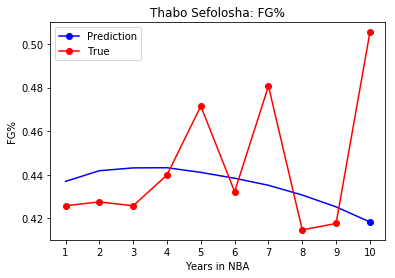 Thabo Sefolosha: FG%
Prediction
True
FG%
0.50
0.48
0.46
0.44
0.42
1 2 3 4 5 6 7 8 9 10
Years in NBA